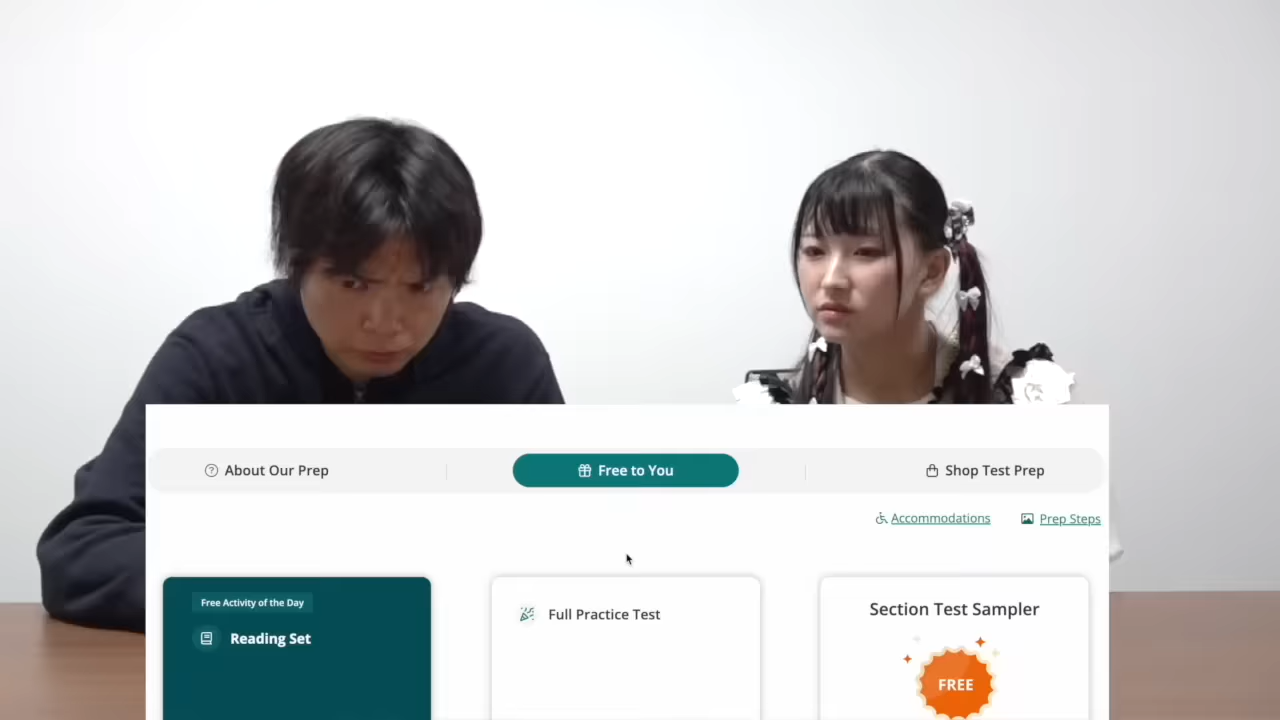 About Our Prep
Free to You
Shop Test Prep
Accommodations
Prep Steps
Free Activity of the Day
Reading Set
Full Practice Test
Section Test Sampler
FREE